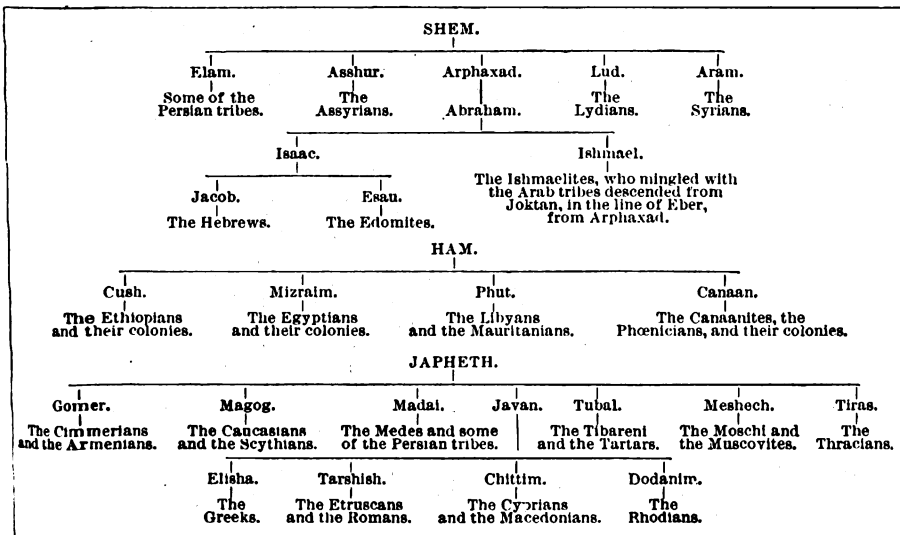 SHEM.
Elam. Asshur. Arphaxad. Lud. Aram.
Some of the The The The
Persian tribes. Assyrians. Abraham. Lydians. Syrians.
Isaac. Ishmael.
The Ishmaelites, who mingled with
the Arab tribes descended from
Jacob. Esau. Joktan, in the line of Eber,
The Hebrews. The Edomites. from Arphaxad.
HAM.
Cush. Mizraim. Phut. Canaan.
The Ethiopians The Egyptians The Libyans The Canaanites, the
and their colonies. and their colonies. and the Mauritanians. Phœnicians, and their colonies.
JAPHETH.
Gomer. Magog. Madai. Javan. Tubal. Meshech. Tiras.
The Cimmerians The Caucasians The Medes and some The Tibareni The Moschi and The
and the Armenians. and the Scythians. of the Persian tribes. and the Tartars. the Muscovites. Thracians.
Elisha. Tarshish. Chittim. Dodanim.
The The Etruscans The Cyprians The
Greeks. and the Romans. and the Macedonians. Rhodians.